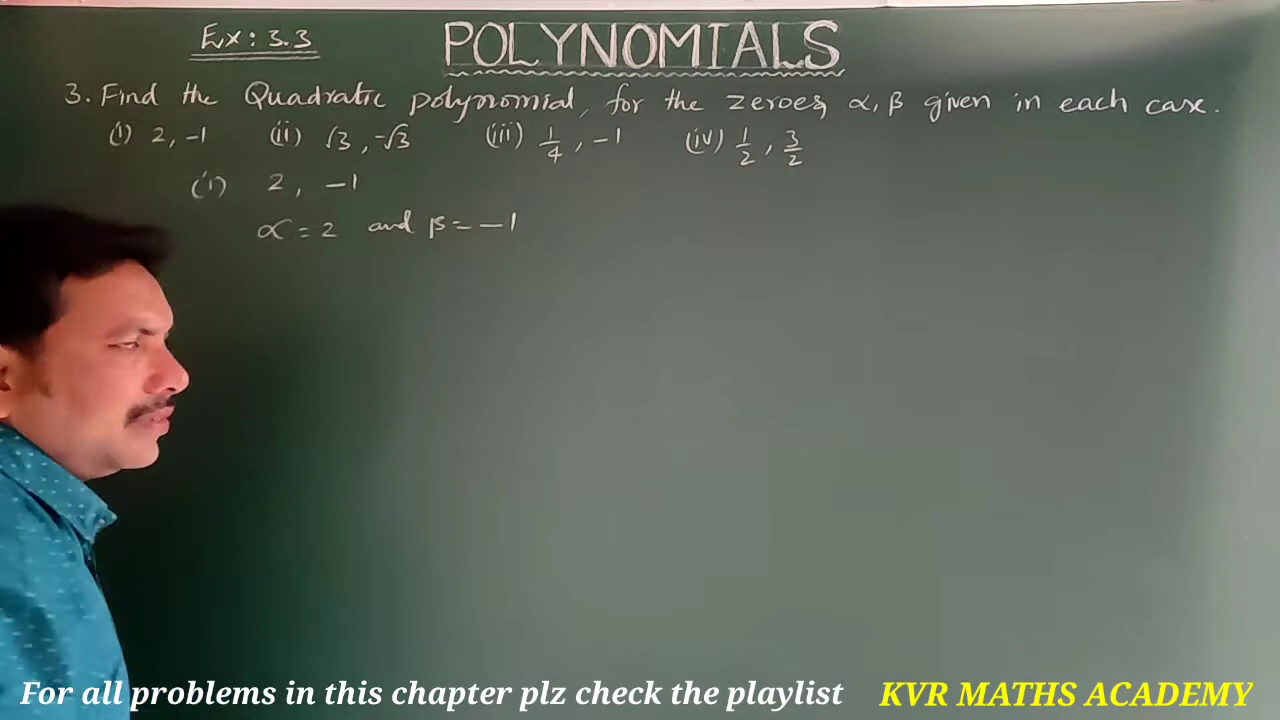 Ex: 3.3
POLYNOMIALS
3. Find the Quadratic polynomial, for the zeroes α, β given in each case.
(i) 2, -1 (ii) √3, -√3 (iii) 1/4, -1 (iv) 1/2, 3/2
(i) 2, -1
α = 2 and β = -1
For all problems in this chapter plz check the playlist KVR MATHS ACADEMY